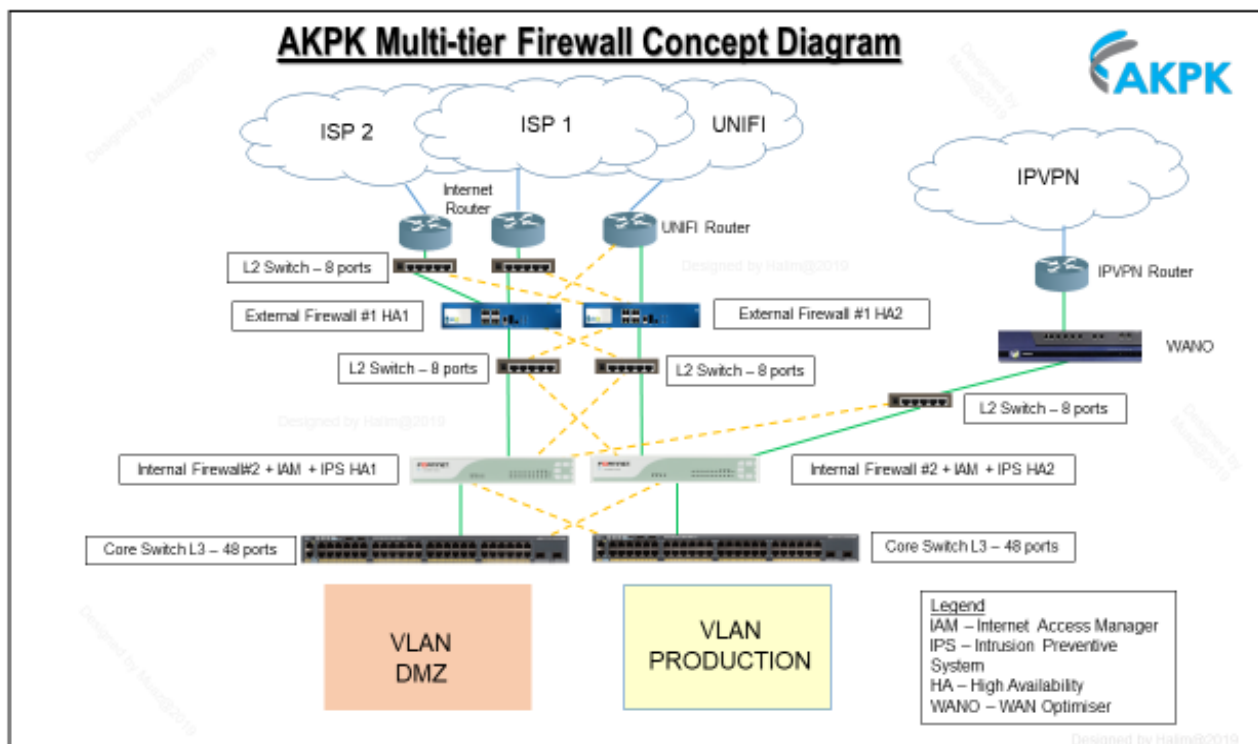 AKPK Multi-tier Firewall Concept Diagram
AKPK
ISP 2
ISP 1
UNIFI
IPVPN
Internet
Router
UNIFI Router
IPVPN Router
L2 Switch – 8 ports
External Firewall #1 HA1
External Firewall #1 HA2
WANO
L2 Switch – 8 ports
L2 Switch – 8 ports
L2 Switch – 8 ports
Internal Firewall#2 + IAM + IPS HA1
Internal Firewall #2 + IAM + IPS HA2
Core Switch L3 – 48 ports
Core Switch L3 – 48 ports
VLAN
DMZ
VLAN
PRODUCTION
Legend
IAM – Internet Access Manager
IPS – Intrusion Preventive
System
HA – High Availability
WANO – WAN Optimiser
Designed by Halim@2019
Designed by Halim@2019
Designed by Halim@2019